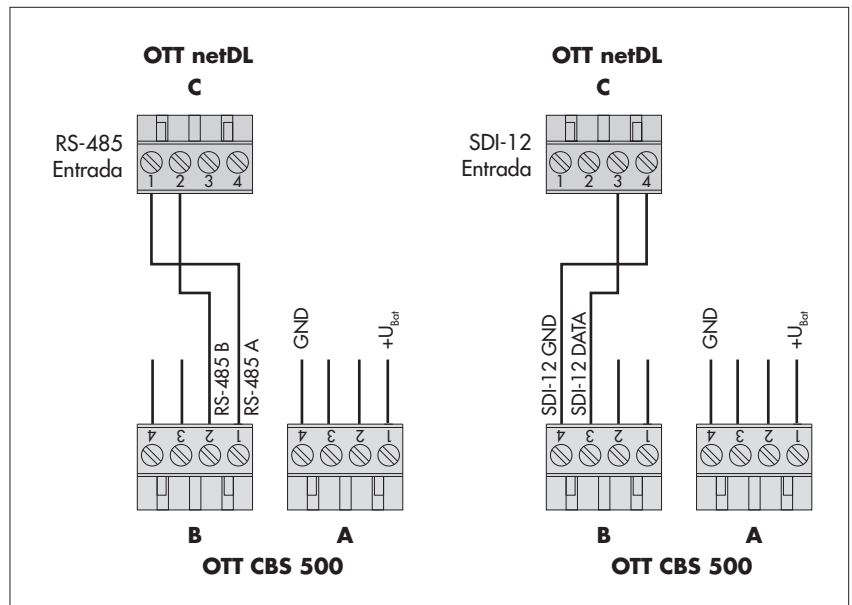 OTT netDL
C
RS-485
Entrada
1 2 3 4
RS-485 B
RS-485 A
GND
+UBat
4 3 2 1
4 3 2 1
B
A
OTT CBS 500
OTT netDL
C
SDI-12
Entrada
1 2 3 4
SDI-12 GND
SDI-12 DATA
GND
+UBat
4 3 2 1
4 3 2 1
B
A
OTT CBS 500